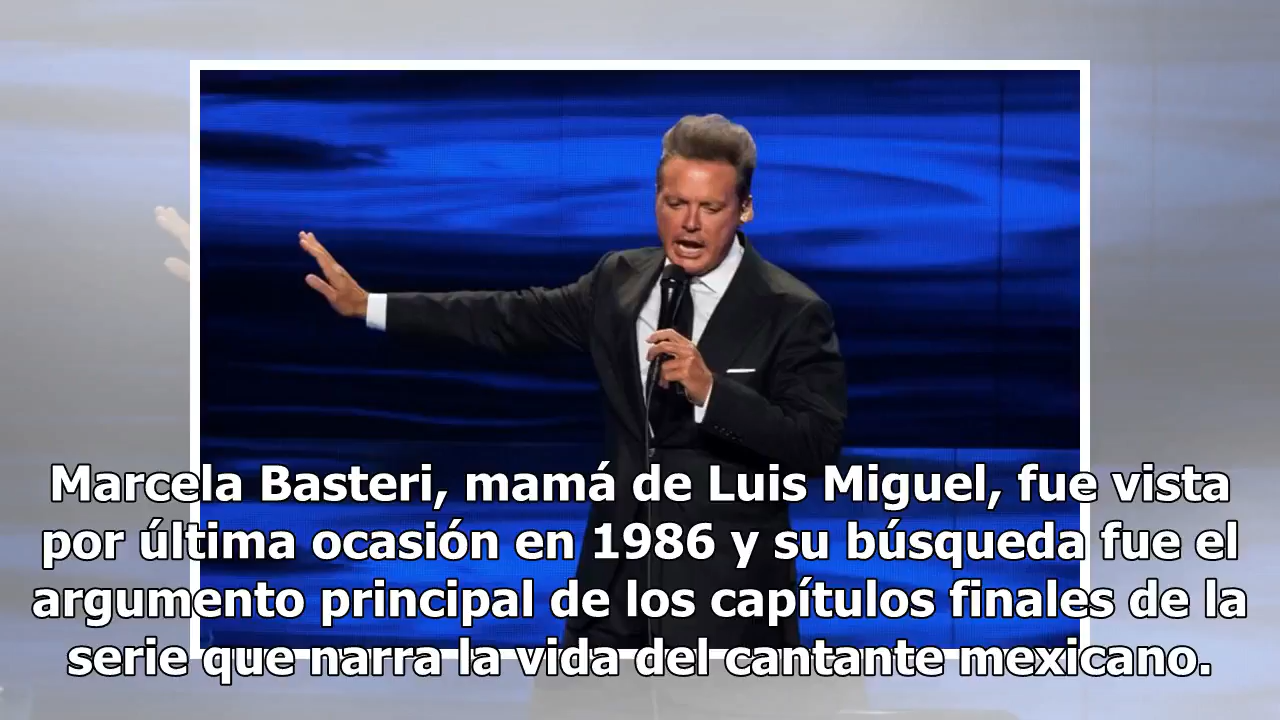 Marcela Basteri, mamá de Luis Miguel, fue vista
por última ocasión en 1986 y su búsqueda fue el
argumento principal de los capítulos finales de la
serie que narra la vida del cantante mexicano.